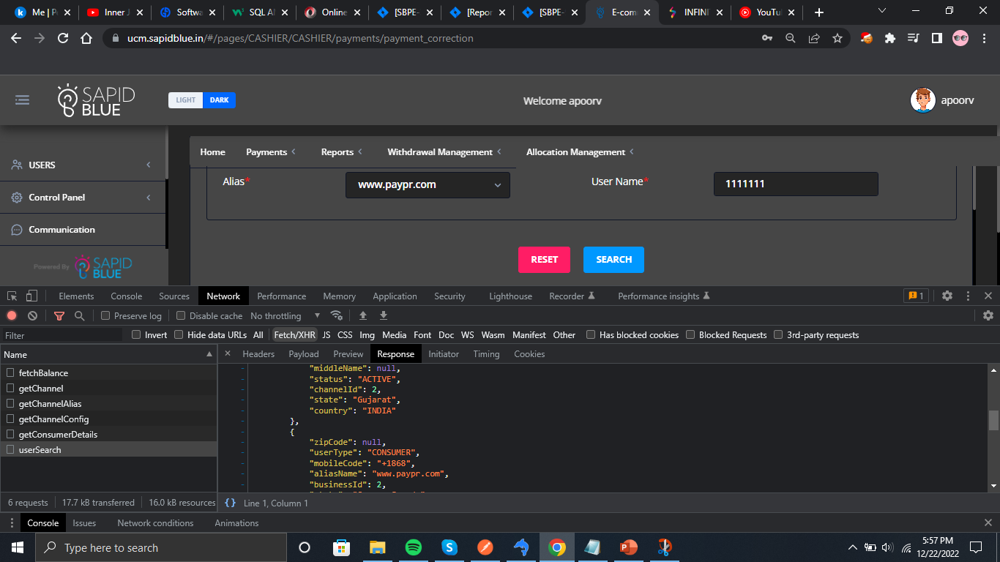 Me | P
Inner J
Softwa
SQL A
Online
[SBPE-
[Repor
[SBPE-
E-com
INFINI
YouTu
ucm.sapidblue.in/#/pages/CASHIER/CASHIER/payments/payment_correction
SAPID BLUE
LIGHT DARK
Welcome apoorv
apoorv
USERS
Control Panel
Communication
Powered By SAPID BLUE
Home Payments Reports Withdrawal Management Allocation Management
Alias* www.paypr.com User Name* 1111111
RESET SEARCH
Elements Console Sources Network Performance Memory Application Security Lighthouse Recorder Performance insights 1
Preserve log Disable cache No throttling
Filter Invert Hide data URLs All Fetch/XHR JS CSS Img Media Font Doc WS Wasm Manifest Other Has blocked cookies Blocked Requests 3rd-party requests
Name
fetchBalance
getChannel
getChannelAlias
getChannelConfig
getConsumerDetails
userSearch
Headers Payload Preview Response Initiator Timing Cookies
"middleName": null,
"status": "ACTIVE",
"channelId": 2,
"state": "Gujarat",
"country": "INDIA"
},
{
"zipCode": null,
"userType": "CONSUMER",
"mobileCode": "+1868",
"aliasName": "www.paypr.com",
"businessId": 2,
6 requests 17.7 kB transferred 16.0 kB resources
{} Line 1, Column 1
Console Issues Network conditions Animations
Type here to search
5:57 PM
12/22/2022